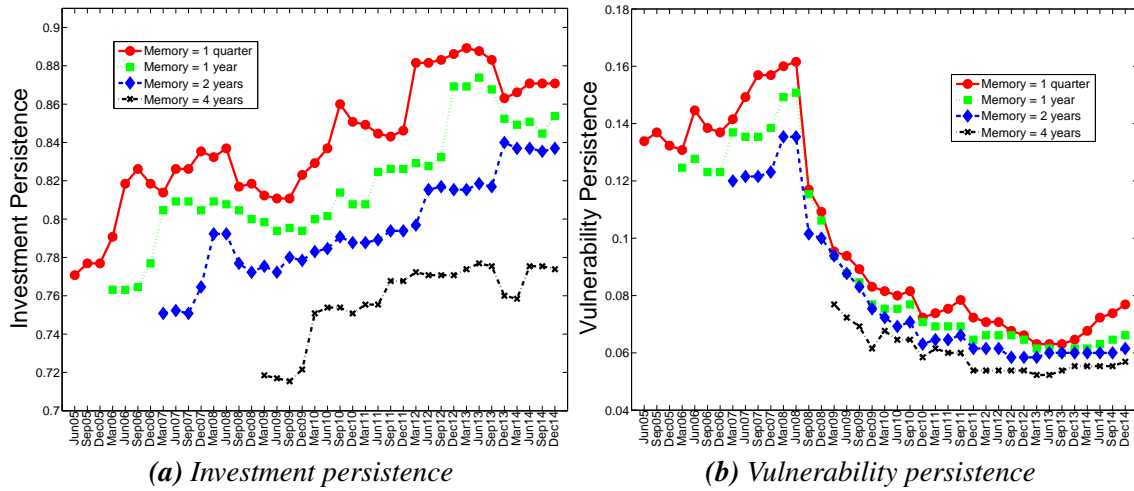 0.9
0.88
0.86
0.84
0.82
0.8
0.78
0.76
0.74
0.72
0.7
Investment Persistence
Memory = 1 quarter
Memory = 1 year
Memory = 2 years
Memory = 4 years
Jun05
Sep05
Dec05
Mar06
Jun06
Sep06
Dec06
Mar07
Jun07
Sep07
Dec07
Mar08
Jun08
Sep08
Dec08
Mar09
Jun09
Sep09
Dec09
Mar10
Jun10
Sep10
Dec10
Mar11
Jun11
Sep11
Dec11
Mar12
Jun12
Sep12
Dec12
Mar13
Jun13
Sep13
Dec13
Mar14
Jun14
Sep14
Dec14
(a) Investment persistence
0.18
0.16
0.14
0.12
0.1
0.08
0.06
0.04
Vulnerability Persistence
Memory = 1 quarter
Memory = 1 year
Memory = 2 years
Memory = 4 years
Jun05
Sep05
Dec05
Mar06
Jun06
Sep06
Dec06
Mar07
Jun07
Sep07
Dec07
Mar08
Jun08
Sep08
Dec08
Mar09
Jun09
Sep09
Dec09
Mar10
Jun10
Sep10
Dec10
Mar11
Jun11
Sep11
Dec11
Mar12
Jun12
Sep12
Dec12
Mar13
Jun13
Sep13
Dec13
Mar14
Jun14
Sep14
Dec14
(b) Vulnerability persistence